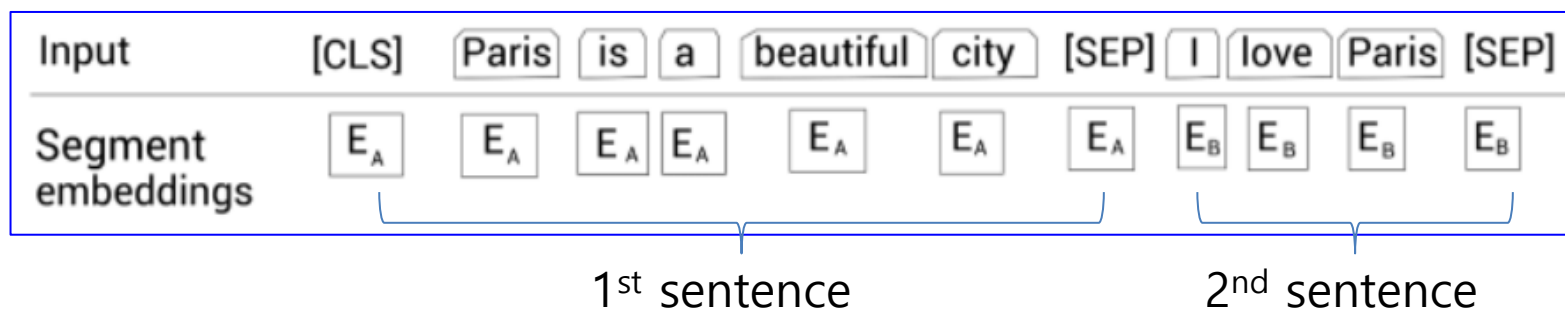 Input [CLS] Paris is a beautiful city [SEP] I love Paris [SEP]
Segment embeddings E_A E_A E_A E_A E_A E_A E_A E_B E_B E_B E_B
1st sentence 2nd sentence